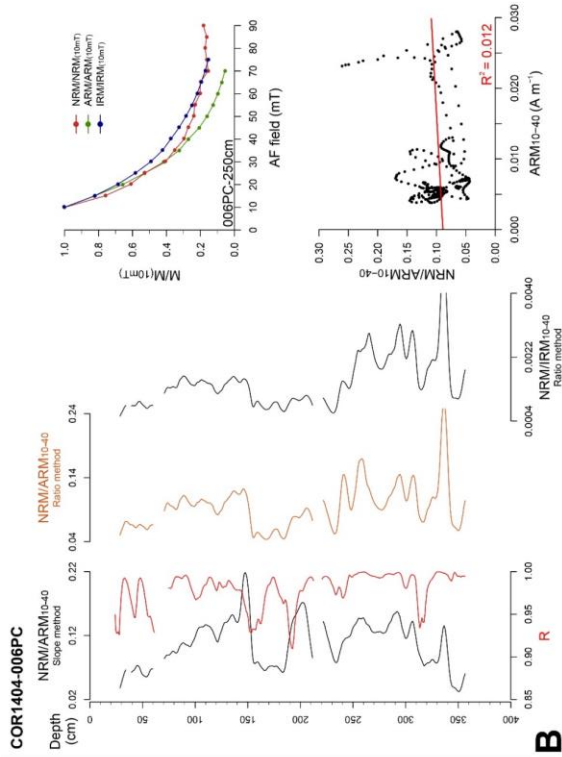 COR1404-006PC
Depth
(cm)
0
50
100
150
200
250
300
350
400
NRM/ARM10-40
Slope method
0.02
0.12
0.22
0.85
0.90
0.95
1.00
R
NRM/ARM10-40
Ratio method
0.04
0.14
0.24
0.0004
0.0022
0.0040
NRM/IRM10-40
Ratio method
1.0
0.8
0.6
0.4
0.2
0.0
M/M(10mT)
NRM/NRM(10mT)
ARM/ARM(10mT)
IRM/IRM(10mT)
006PC-250cm
0
10
20
30
40
50
60
70
80
90
AF field (mT)
0.30
0.25
0.20
0.15
0.10
0.05
0.00
NRM/ARM10-40
R² = 0.012
0.000
0.010
0.020
0.030
ARM10-40 (A m⁻¹)
B